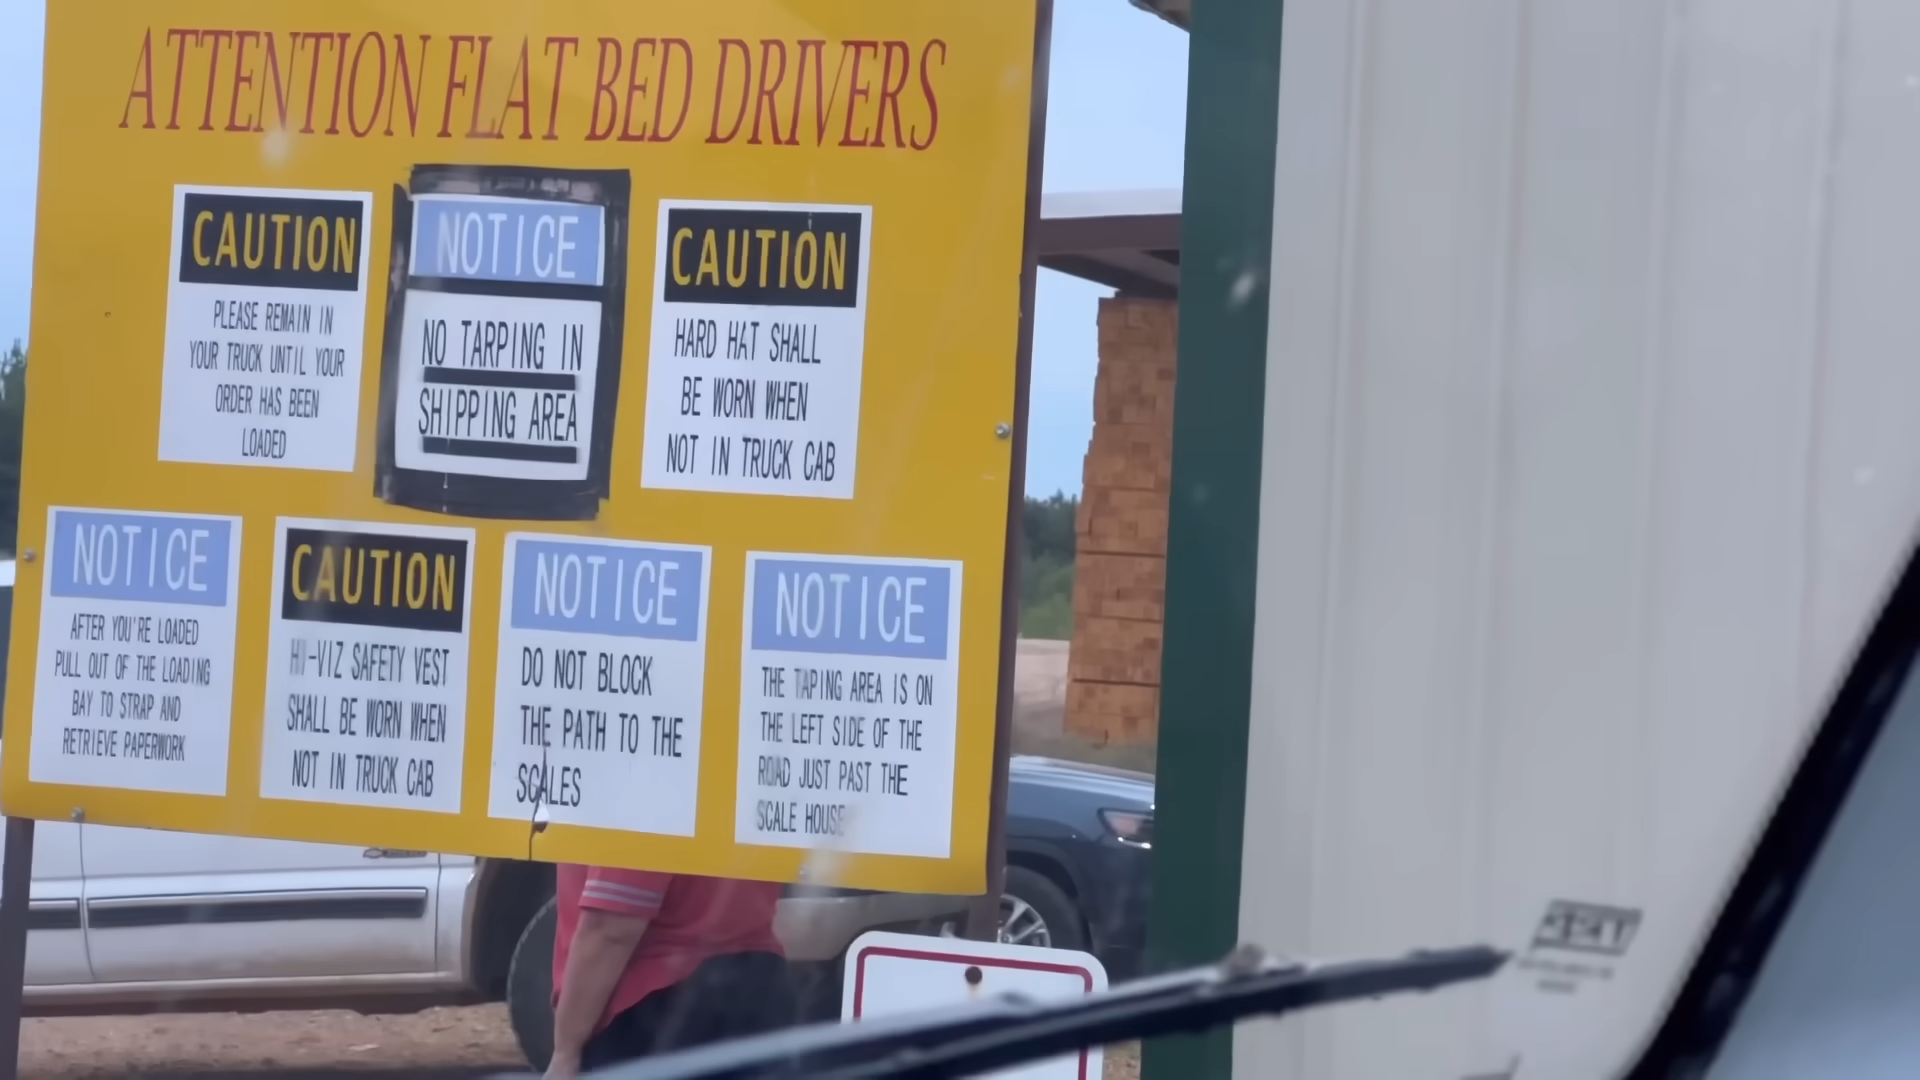 ATTENTION FLAT BED DRIVERS
CAUTION
PLEASE REMAIN IN
YOUR TRUCK UNTIL YOUR
ORDER HAS BEEN
LOADED
NOTICE
NO TARPING IN
SHIPPING AREA
CAUTION
HARD HAT SHALL
BE WORN WHEN
NOT IN TRUCK CAB
NOTICE
AFTER YOU'RE LOADED
PULL OUT OF THE LOADING
BAY TO STRAP AND
RETRIEVE PAPERWORK
CAUTION
HI-VIZ SAFETY VEST
SHALL BE WORN WHEN
NOT IN TRUCK CAB
NOTICE
DO NOT BLOCK
THE PATH TO THE
SCALES
NOTICE
THE TAPING AREA IS ON
THE LEFT SIDE OF THE
ROAD JUST PAST THE
SCALE HOUSE